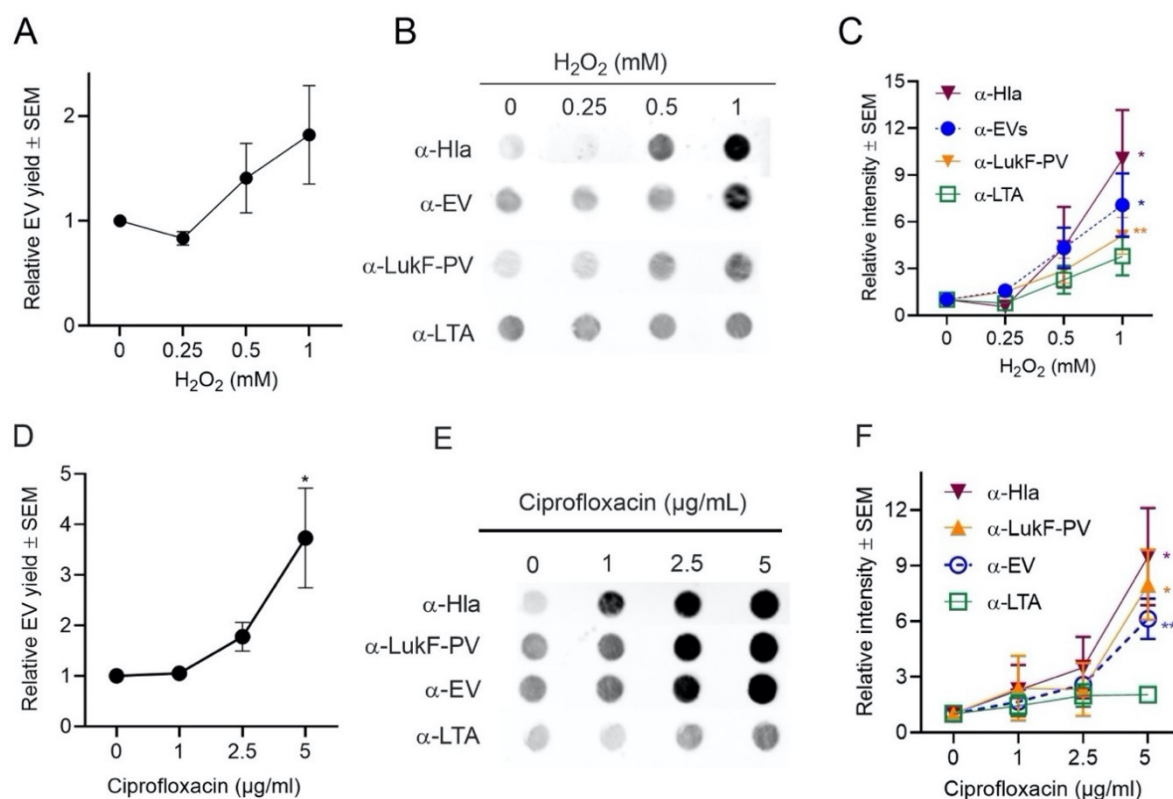 A
Relative EV yield ± SEM
2
1
0
0 0.25 0.5 1
H₂O₂ (mM)
B
H₂O₂ (mM)
0 0.25 0.5 1
α-Hla
α-EV
α-LukF-PV
α-LTA
C
Relative intensity ± SEM
15
12
9
6
3
0
α-Hla
α-EVs
α-LukF-PV
α-LTA
*
*
**
0 0.25 0.5 1
H₂O₂ (mM)
D
Relative EV yield ± SEM
5
4
3
2
1
0
*
0 1 2.5 5
Ciprofloxacin (µg/ml)
E
Ciprofloxacin (µg/mL)
0 1 2.5 5
α-Hla
α-LukF-PV
α-EV
α-LTA
F
Relative intensity ± SEM
12
9
6
3
0
α-Hla
α-LukF-PV
α-EV
α-LTA
*
*
**
0 1 2.5 5
Ciprofloxacin (µg/ml)